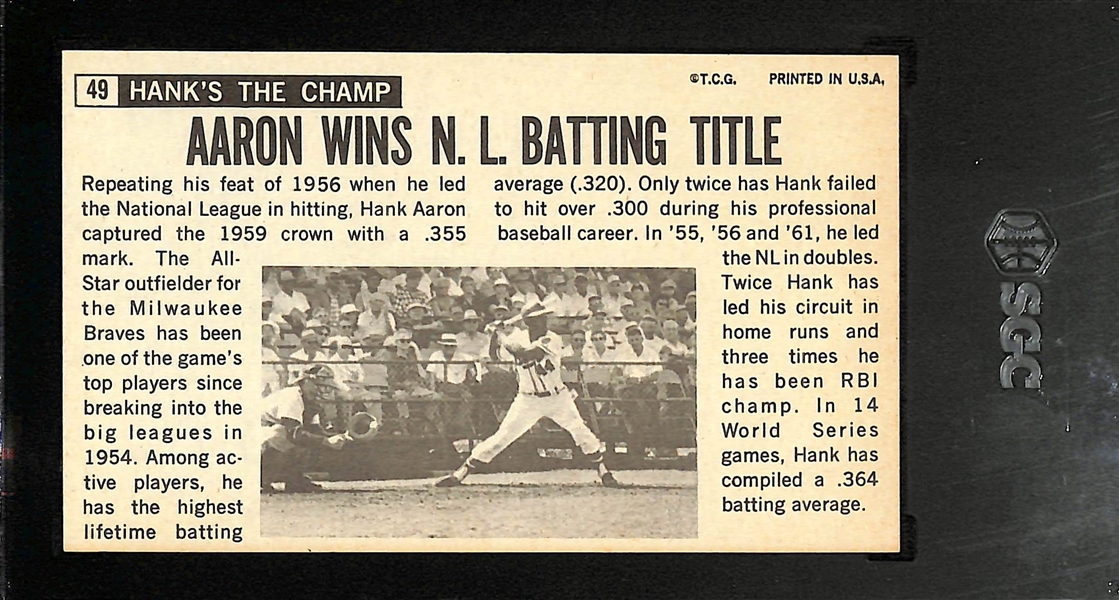 49 HANK'S THE CHAMP
©T.C.G. PRINTED IN U.S.A.
AARON WINS N. L. BATTING TITLE
Repeating his feat of 1956 when he led
the National League in hitting, Hank Aaron
captured the 1959 crown with a .355
mark. The All-
Star outfielder for
the Milwaukee
Braves has been
one of the game's
top players since
breaking into the
big leagues in
1954. Among ac-
tive players, he
has the highest
lifetime batting
average (.320). Only twice has Hank failed
to hit over .300 during his professional
baseball career. In '55, '56 and '61, he led
the NL in doubles.
Twice Hank has
led his circuit in
home runs and
three times he
has been RBI
champ. In 14
World Series
games, Hank has
compiled a .364
batting average.
SGC